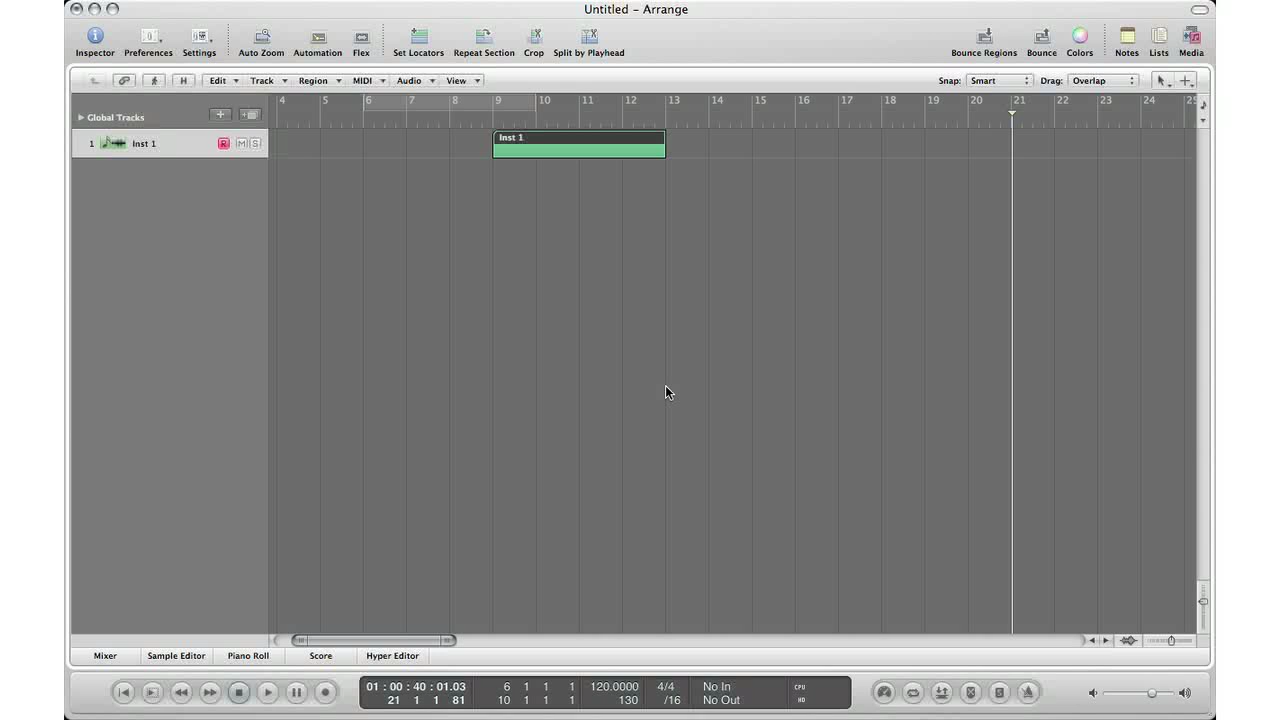 Untitled – Arrange
Inspector Preferences Settings Auto Zoom Automation Flex Set Locators Repeat Section Crop Split by Playhead Bounce Regions Bounce Colors Notes Lists Media
H Edit Track Region MIDI Audio View Snap: Smart Drag: Overlap
4 5 6 7 8 9 10 11 12 13 14 15 16 17 18 19 20 21 22 23 24 25
Global Tracks
1 Inst 1 R M S
Inst 1
Mixer Sample Editor Piano Roll Score Hyper Editor
01 : 00 : 40 : 01.03 6 1 1 1 120.0000 4/4 No In CPU
21 1 1 81 10 1 1 1 130 /16 No Out HD